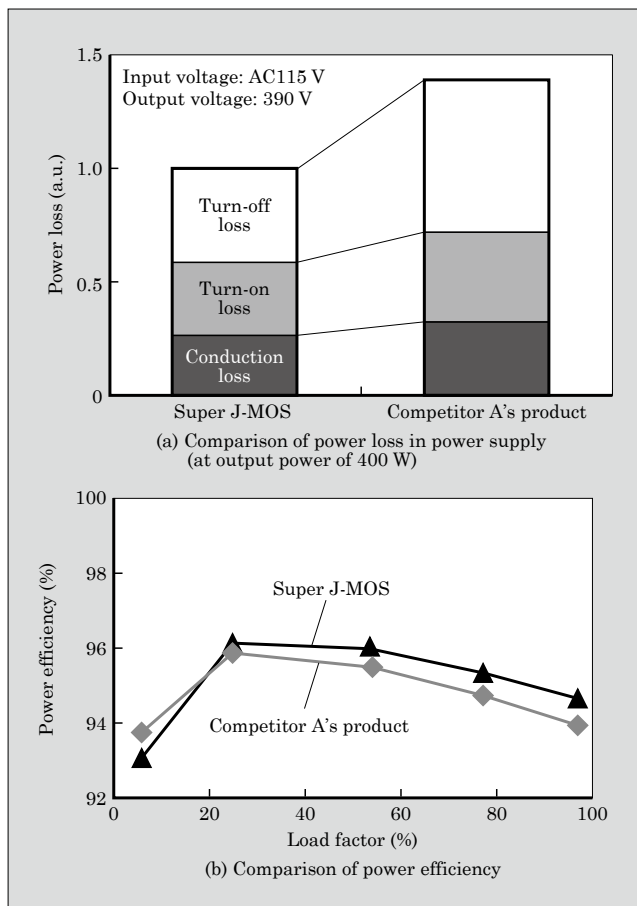 1.5
Input voltage: AC115 V
Output voltage: 390 V
1.0
Power loss (a.u.)
Turn-off
loss
0.5
Turn-on
loss
Conduction
loss
0
Super J-MOS
Competitor A's product
(a) Comparison of power loss in power supply
(at output power of 400 W)
100
98
Super J-MOS
96
Power efficiency (%)
94
Competitor A's product
92
0
20
40
60
80
100
Load factor (%)
(b) Comparison of power efficiency